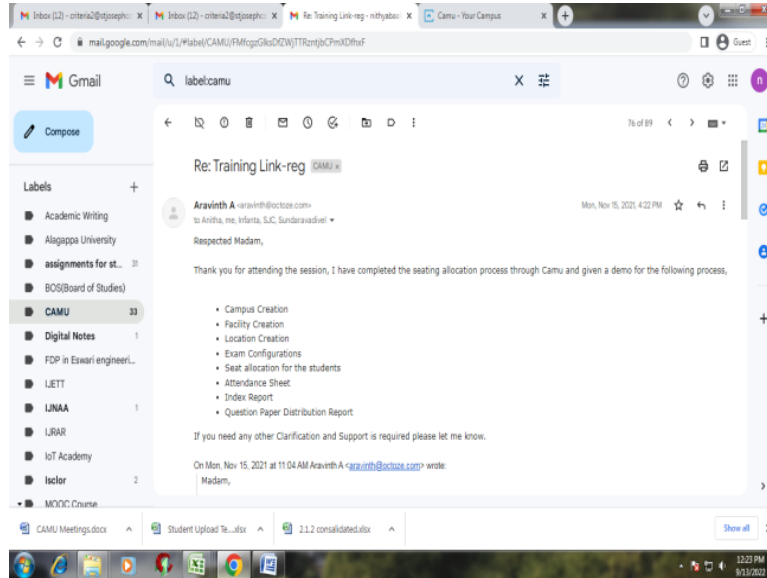 Inbox (12) - criteria2@stjosephc
Inbox (12) - criteria2@stjosephc
Re: Training Link-reg - nithyabaa
Camu - Your Campus
mail.google.com/mail/u/1/#label/CAMU/FMfcgzGlksDfZWjTTRzntjbCPmXDfhxF
Guest
Gmail
label:camu
n
Compose
76 of 89
Re: Training Link-reg CAMU x
Labels +
Aravinth A <aravinth@octoze.com>
Mon, Nov 15, 2021, 4:22 PM
to Anitha, me, Infanta, SJC, Sundaravadivel
Respected Madam,
Thank you for attending the session, I have completed the seating allocation process through Camu and given a demo for the following process,
• Campus Creation
• Facility Creation
• Location Creation
• Exam Configurations
• Seat allocation for the students
• Attendance Sheet
• Index Report
• Question Paper Distribution Report
If you need any other Clarification and Support is required please let me know.
On Mon, Nov 15, 2021 at 11:04 AM Aravinth A <aravinth@octoze.com> wrote:
Madam,
Academic Writing
Alagappa University
assignments for st... 31
BOS(Board of Studies)
CAMU 33
Digital Notes 1
FDP in Eswari engineeri...
IJETT
IJNAA 1
IJRAR
IoT Academy
Isclor 2
MOOC Course
CAMU Meetings.docx
Student Upload Te....xlsx
2.1.2 consalidated.xlsx
Show all
12:23 PM
9/13/2022